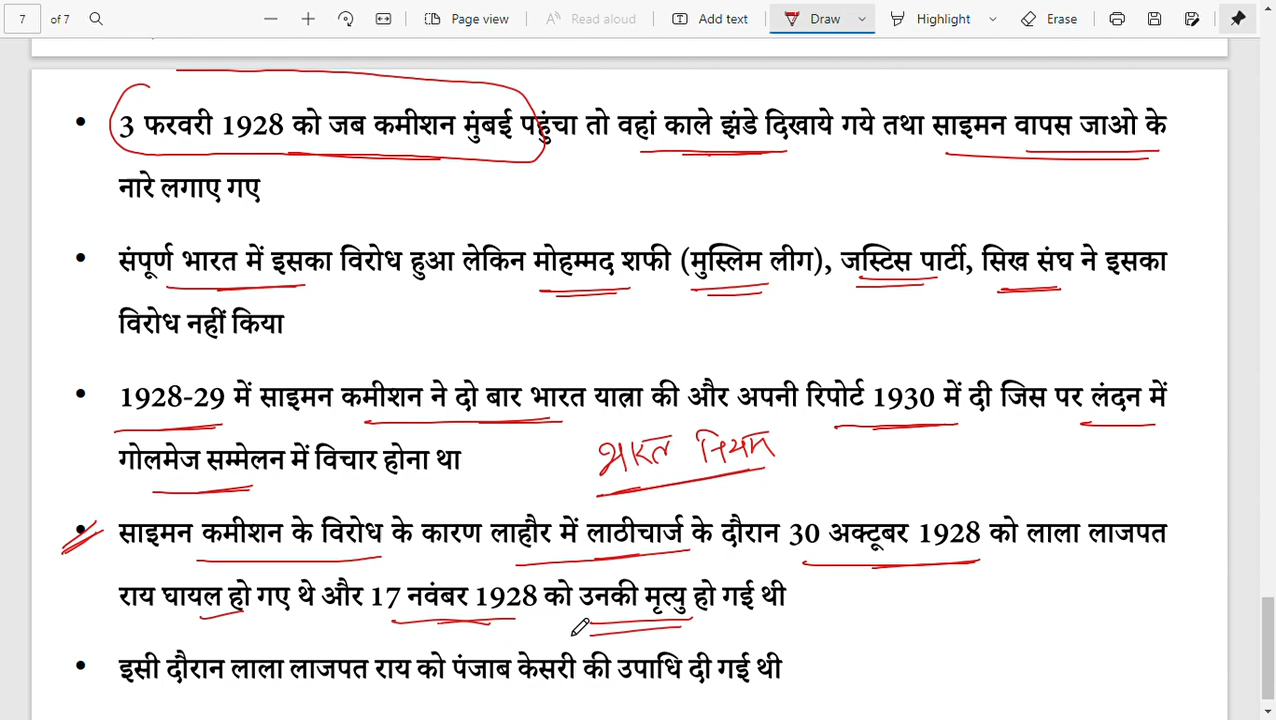 7 of 7 Page view Read aloud Add text Draw Highlight Erase
3 फरवरी 1928 को जब कमीशन मुंबई पहुंचा तो वहां काले झंडे दिखाये गये तथा साइमन वापस जाओ के
नारे लगाए गए
संपूर्ण भारत में इसका विरोध हुआ लेकिन मोहम्मद शफी (मुस्लिम लीग), जस्टिस पार्टी, सिख संघ ने इसका
विरोध नहीं किया
1928-29 में साइमन कमीशन ने दो बार भारत यात्रा की और अपनी रिपोर्ट 1930 में दी जिस पर लंदन में
गोलमेज सम्मेलन में विचार होना था
भारत नियम
साइमन कमीशन के विरोध के कारण लाहौर में लाठीचार्ज के दौरान 30 अक्टूबर 1928 को लाला लाजपत
राय घायल हो गए थे और 17 नवंबर 1928 को उनकी मृत्यु हो गई थी
इसी दौरान लाला लाजपत राय को पंजाब केसरी की उपाधि दी गई थी